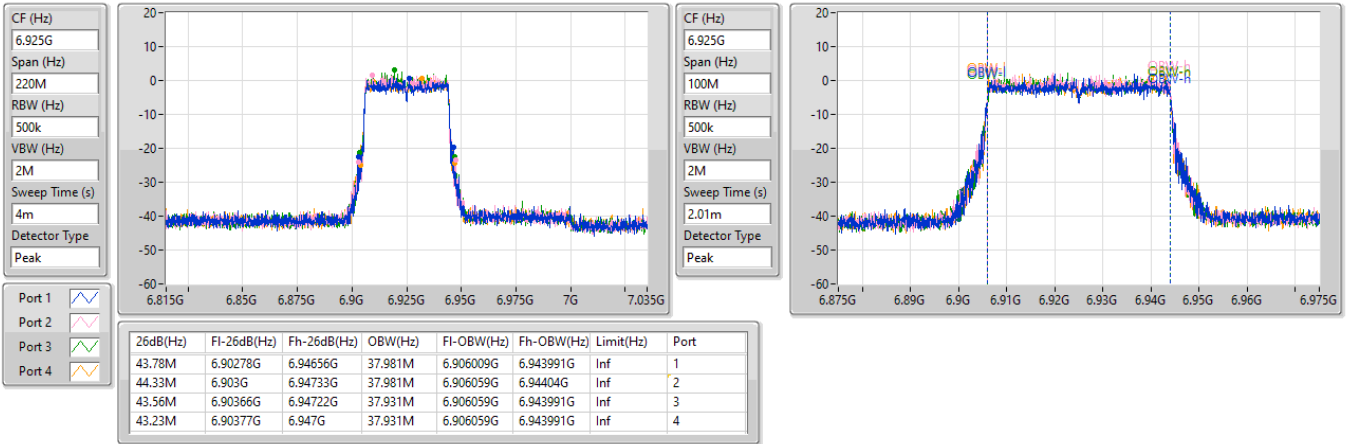 CF (Hz)
6.925G
Span (Hz)
220M
RBW (Hz)
500k
VBW (Hz)
2M
Sweep Time (s)
4m
Detector Type
Peak
20
10
0
-10
-20
-30
-40
-50
-60
6.815G 6.85G 6.875G 6.9G 6.925G 6.95G 6.975G 7G 7.035G
CF (Hz)
6.925G
Span (Hz)
100M
RBW (Hz)
500k
VBW (Hz)
2M
Sweep Time (s)
2.01m
Detector Type
Peak
20
10
0
-10
-20
-30
-40
-50
-60
6.875G 6.89G 6.9G 6.91G 6.92G 6.93G 6.94G 6.95G 6.96G 6.975G
Port 1
Port 2
Port 3
Port 4
26dB(Hz) Fl-26dB(Hz) Fh-26dB(Hz) OBW(Hz) Fl-OBW(Hz) Fh-OBW(Hz) Limit(Hz) Port
43.78M 6.90278G 6.94656G 37.981M 6.906009G 6.943991G Inf 1
44.33M 6.903G 6.94733G 37.981M 6.906059G 6.94404G Inf 2
43.56M 6.90366G 6.94722G 37.931M 6.906059G 6.943991G Inf 3
43.23M 6.90377G 6.947G 37.931M 6.906059G 6.943991G Inf 4